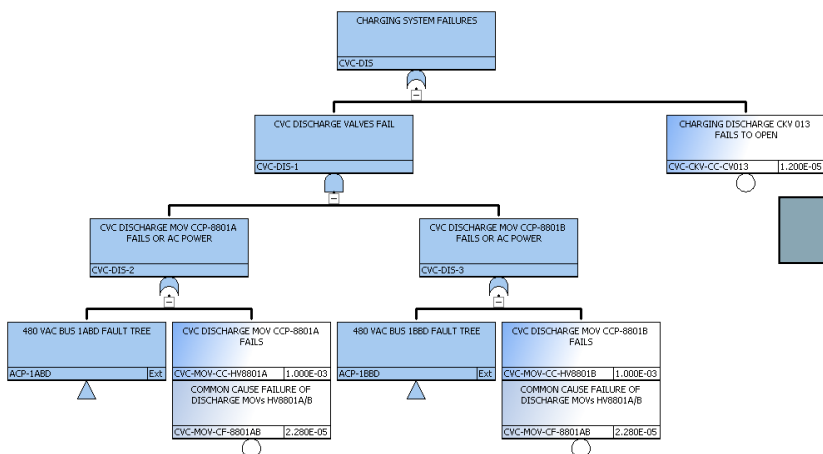 CHARGING SYSTEM FAILURES
CVC-DIS
CVC DISCHARGE VALVES FAIL
CVC-DIS-1
CHARGING DISCHARGE CKV 013
FAILS TO OPEN
CVC-CKV-CC-CV013 1.200E-05
CVC DISCHARGE MOV CCP-8801A
FAILS OR AC POWER
CVC-DIS-2
CVC DISCHARGE MOV CCP-8801B
FAILS OR AC POWER
CVC-DIS-3
480 VAC BUS 1ABD FAULT TREE
ACP-1ABD Ext
CVC DISCHARGE MOV CCP-8801A
FAILS
CVC-MOV-CC-HV8801A 1.000E-03
COMMON CAUSE FAILURE OF
DISCHARGE MOVs HV8801A/B
CVC-MOV-CF-8801AB 2.280E-05
480 VAC BUS 1BBD FAULT TREE
ACP-1BBD Ext
CVC DISCHARGE MOV CCP-8801B
FAILS
CVC-MOV-CC-HV8801B 1.000E-03
COMMON CAUSE FAILURE OF
DISCHARGE MOVs HV8801A/B
CVC-MOV-CF-8801AB 2.280E-05